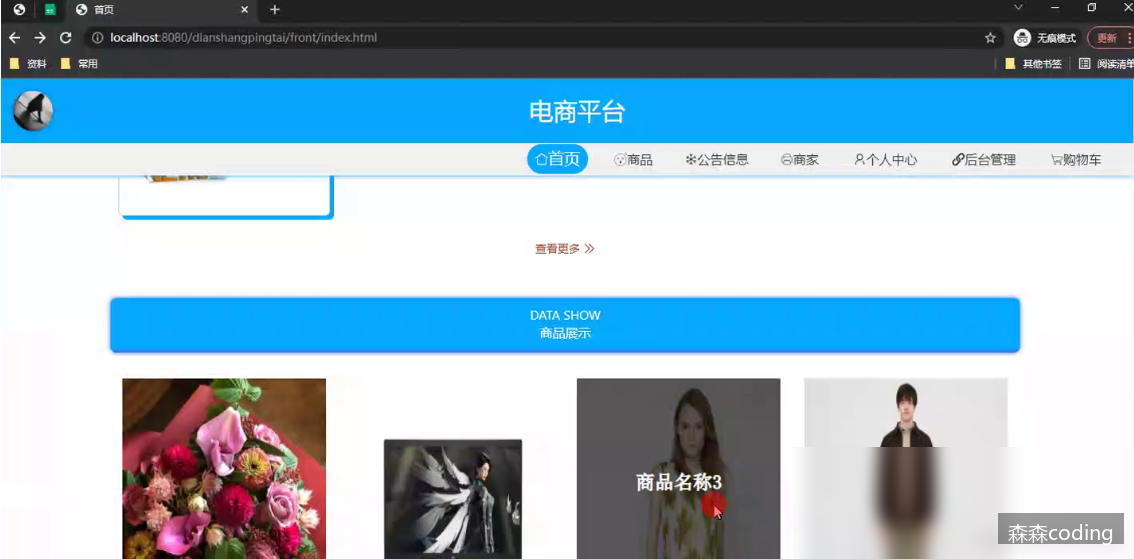 首页
localhost:8080/dianshangpingtai/front/index.html
无痕模式
更新
资料
常用
其他书签
阅读清单
电商平台
首页
商品
公告信息
商家
个人中心
后台管理
购物车
查看更多
DATA SHOW
商品展示
商品名称3
森森coding